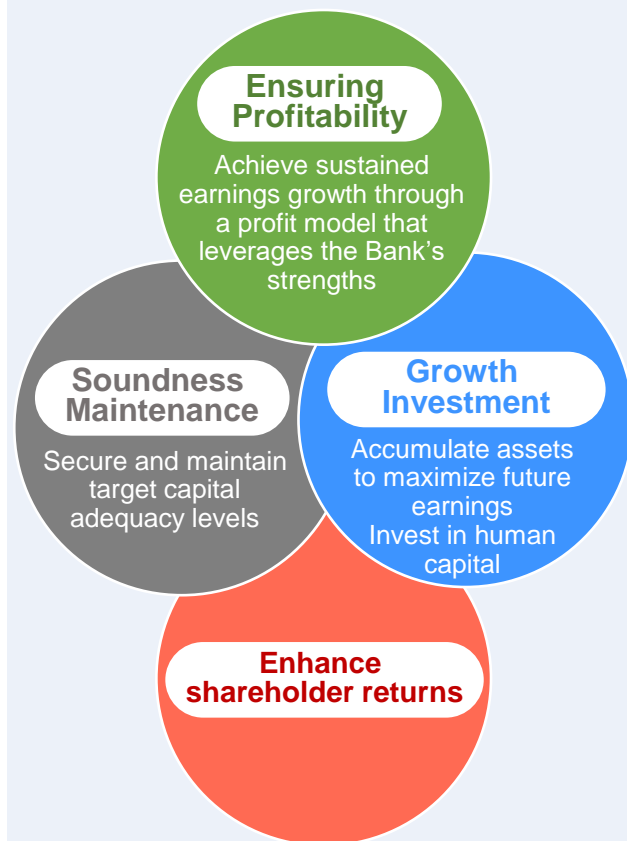 Ensuring
Profitability
Achieve sustained
earnings growth through
a profit model that
leverages the Bank's
strengths
Soundness
Maintenance
Secure and maintain
target capital
adequacy levels
Growth
Investment
Accumulate assets
to maximize future
earnings
Invest in human
capital
Enhance
shareholder returns